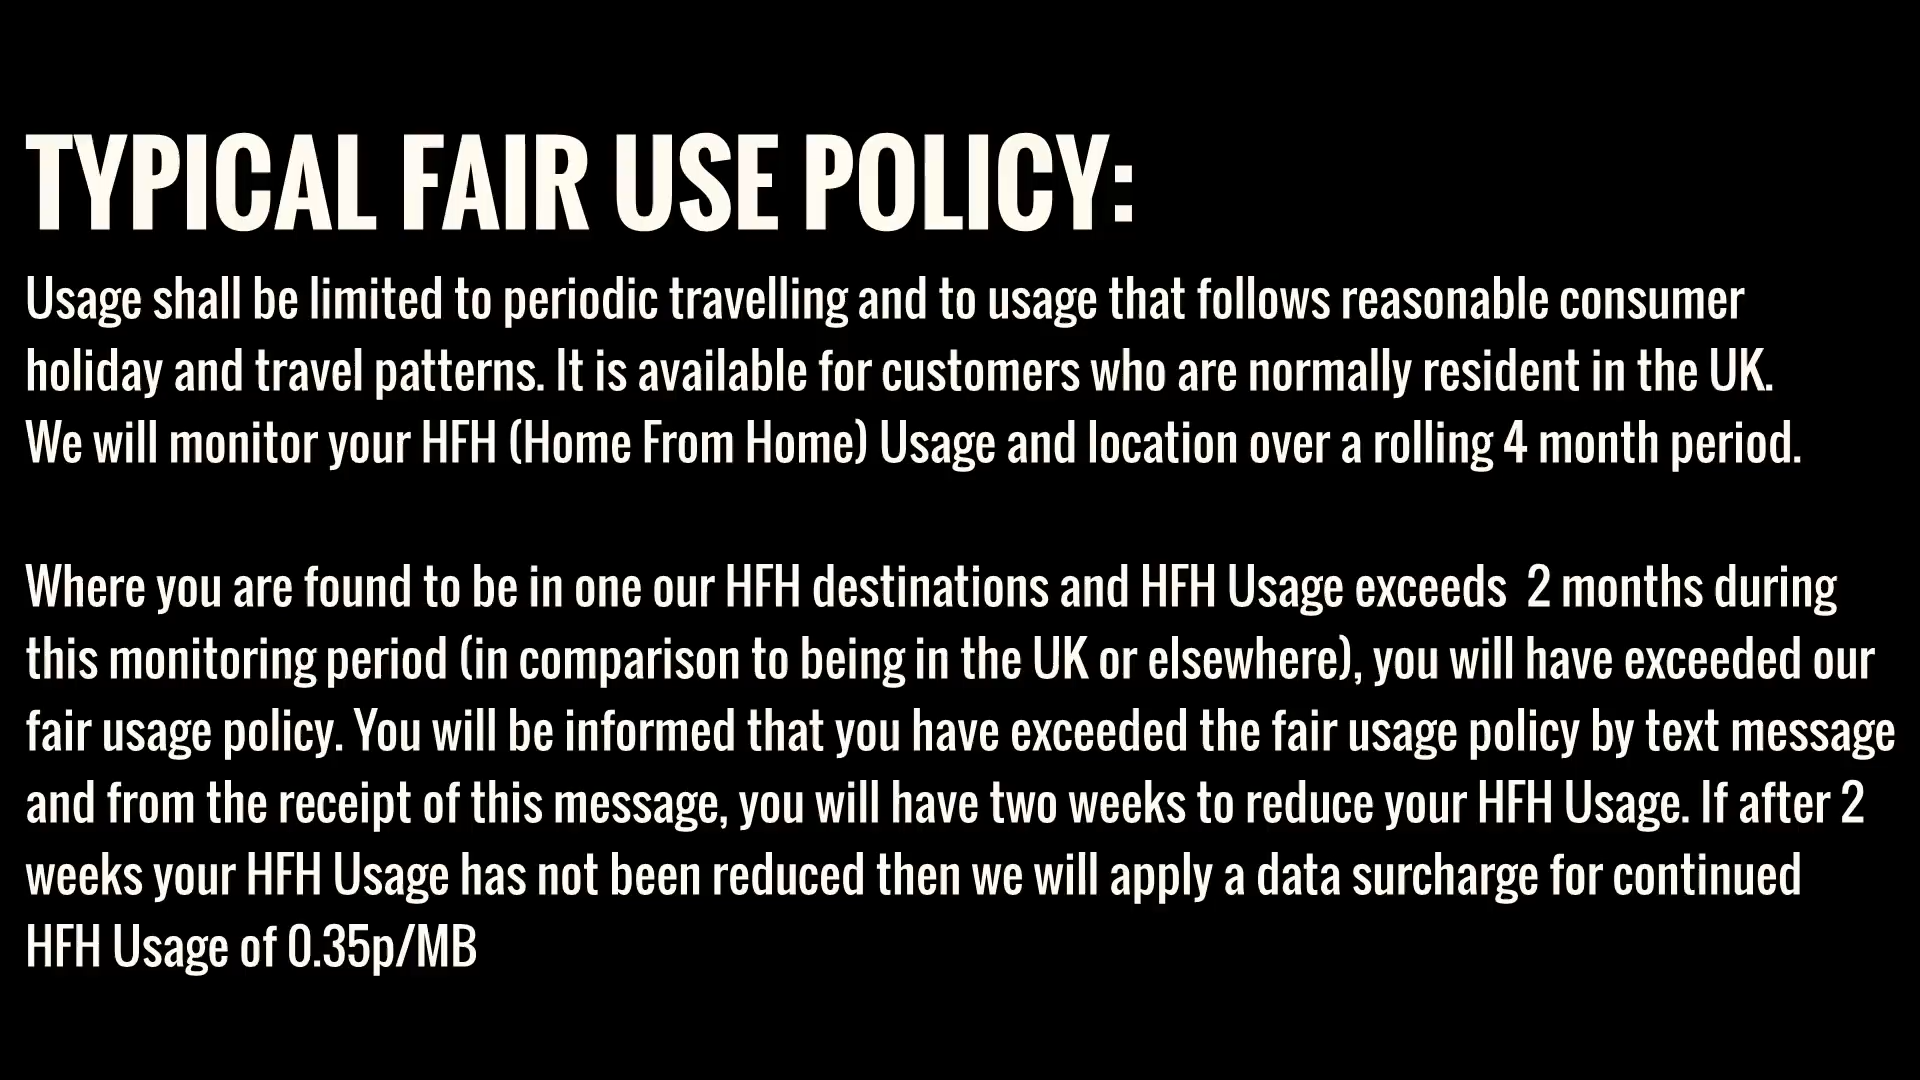 TYPICAL FAIR USE POLICY:
Usage shall be limited to periodic travelling and to usage that follows reasonable consumer
holiday and travel patterns. It is available for customers who are normally resident in the UK.
We will monitor your HFH (Home From Home) Usage and location over a rolling 4 month period.
Where you are found to be in one our HFH destinations and HFH Usage exceeds  2 months during
this monitoring period (in comparison to being in the UK or elsewhere), you will have exceeded our
fair usage policy. You will be informed that you have exceeded the fair usage policy by text message
and from the receipt of this message, you will have two weeks to reduce your HFH Usage. If after 2
weeks your HFH Usage has not been reduced then we will apply a data surcharge for continued
HFH Usage of 0.35p/MB